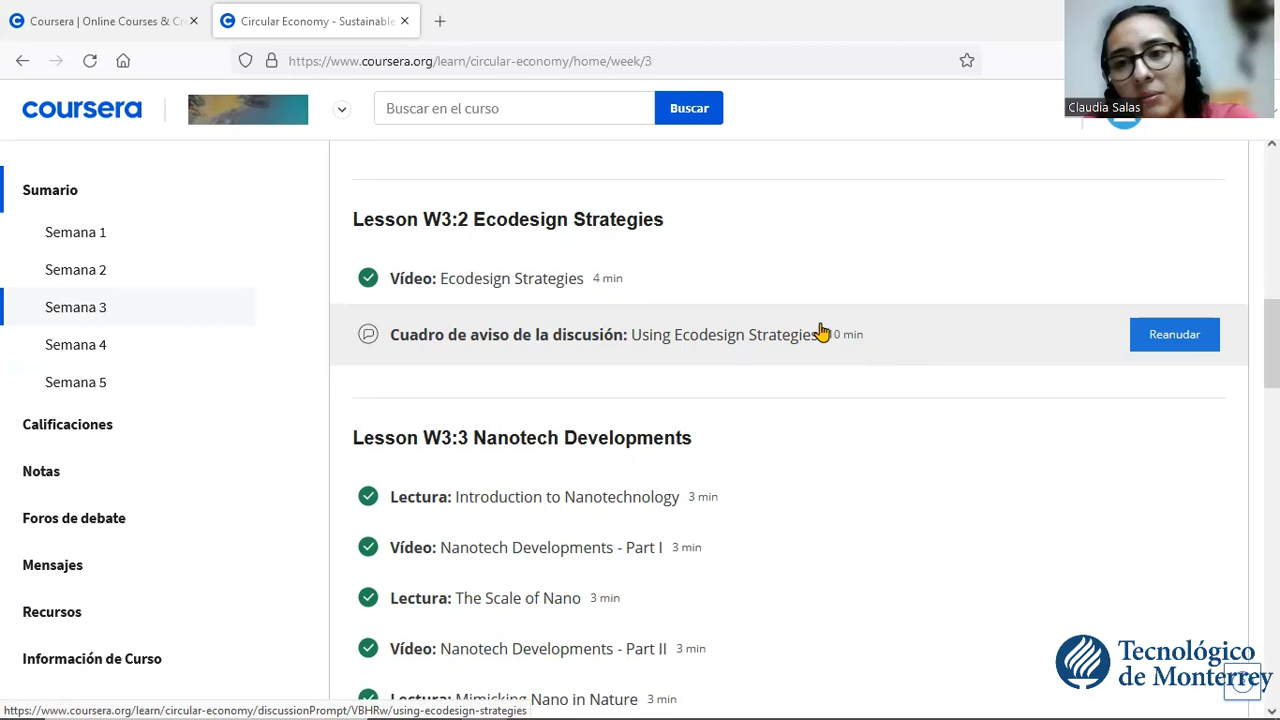 Coursera | Online Courses & Cr
Circular Economy - Sustainable
https://www.coursera.org/learn/circular-economy/home/week/3
Claudia Salas
coursera
Buscar en el curso
Buscar
Sumario
Semana 1
Semana 2
Semana 3
Semana 4
Semana 5
Calificaciones
Notas
Foros de debate
Mensajes
Recursos
Información de Curso
Lesson W3:2 Ecodesign Strategies
Vídeo: Ecodesign Strategies 4 min
Cuadro de aviso de la discusión: Using Ecodesign Strategies 10 min
Reanudar
Lesson W3:3 Nanotech Developments
Lectura: Introduction to Nanotechnology 3 min
Vídeo: Nanotech Developments - Part I 3 min
Lectura: The Scale of Nano 3 min
Vídeo: Nanotech Developments - Part II 3 min
Lectura: Mimicking Nano in Nature 3 min
Tecnológico
de Monterrey
https://www.coursera.org/learn/circular-economy/discussionPrompt/VBHRw/using-ecodesign-strategies